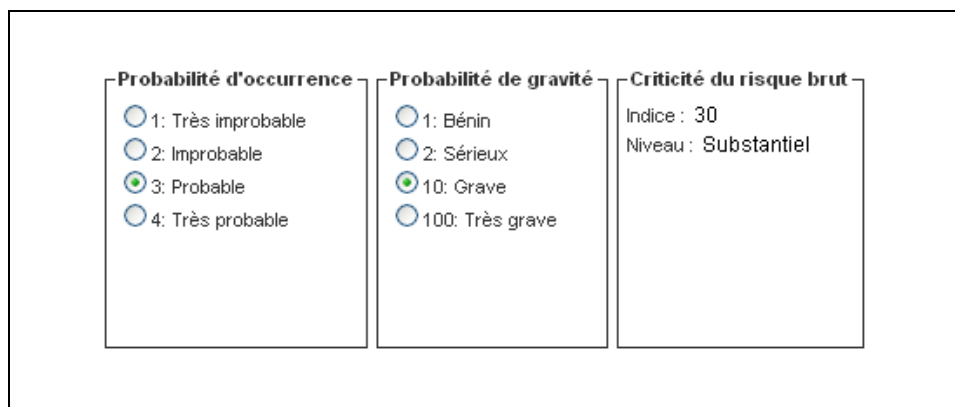 Probabilité d'occurrence
1: Très improbable
2: Improbable
3: Probable
4: Très probable
Probabilité de gravité
1: Bénin
2: Sérieux
10: Grave
100: Très grave
Criticité du risque brut
Indice : 30
Niveau : Substantiel